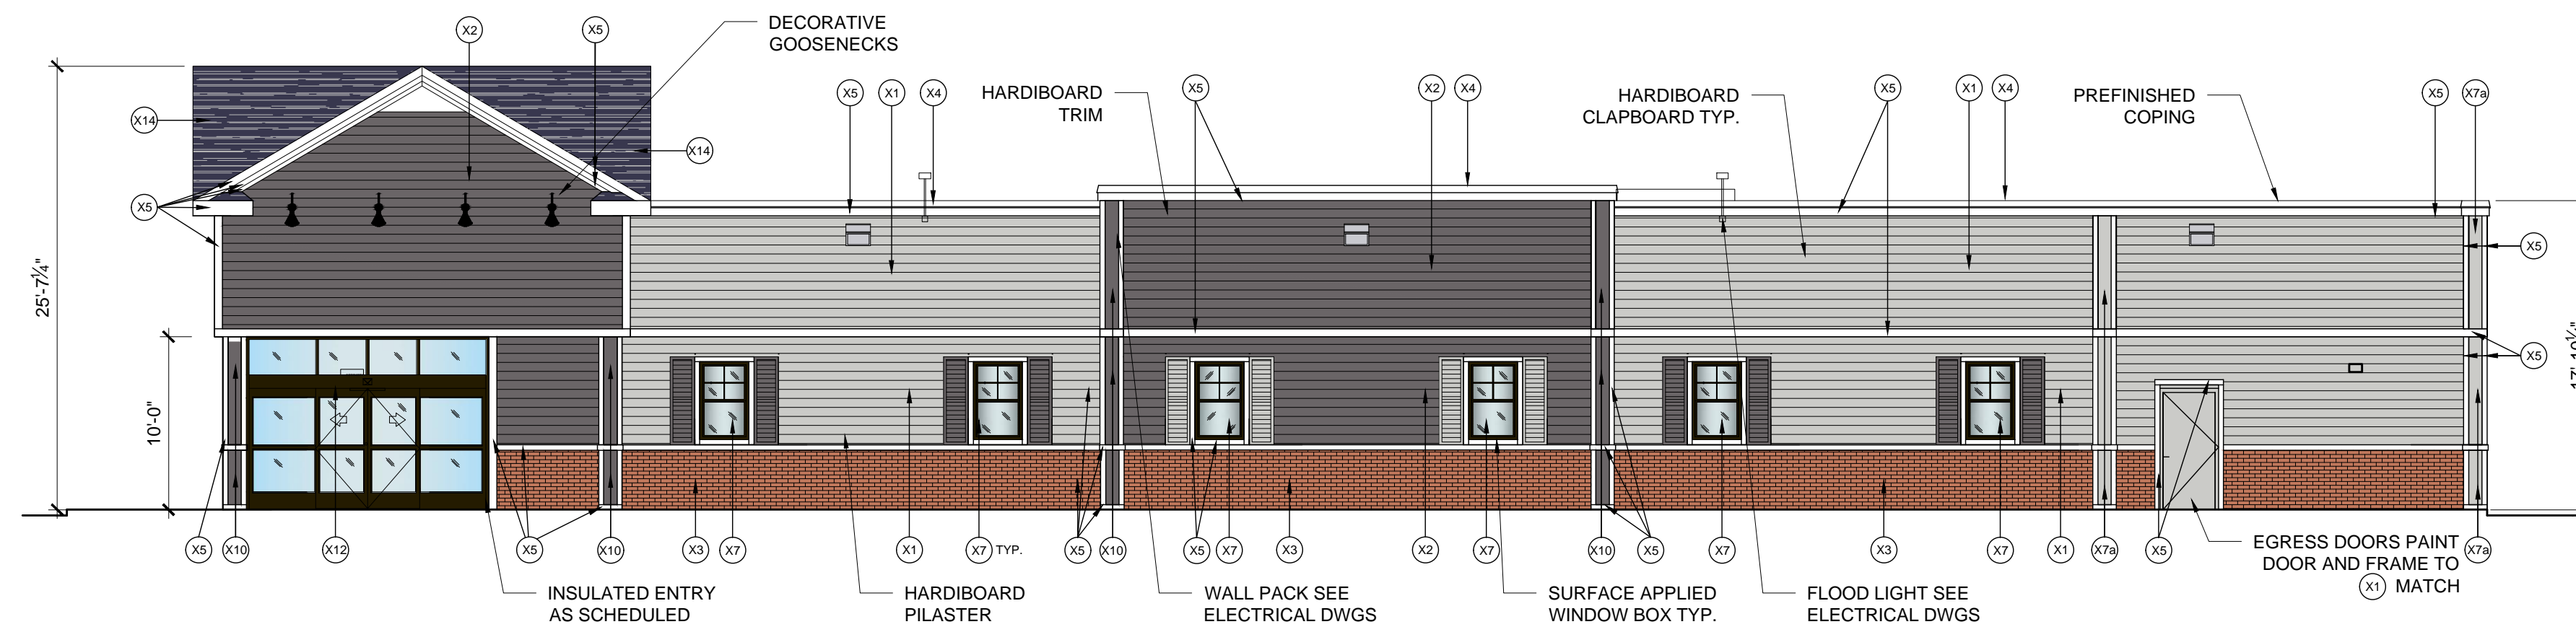 X2
X5
DECORATIVE
GOOSENECKS
X14
X14
X5
X5
X1
X4
HARDIBOARD
TRIM
X5
X2
X4
HARDIBOARD
CLAPBOARD TYP.
X5
X1
X4
PREFINISHED
COPING
X5
X7a
X5
X5
25'-7¼"
10'-0"
X5
X10
X12
X5
X10
X3
X7
X1
X7 TYP.
X5
X10
X5
X7
X3
X2
X7
X10
X5
X7
X3
X7
X1
X7a
X5
X7a
INSULATED ENTRY
AS SCHEDULED
HARDIBOARD
PILASTER
WALL PACK SEE
ELECTRICAL DWGS
SURFACE APPLIED
WINDOW BOX TYP.
FLOOD LIGHT SEE
ELECTRICAL DWGS
EGRESS DOORS PAINT
DOOR AND FRAME TO
X1 MATCH